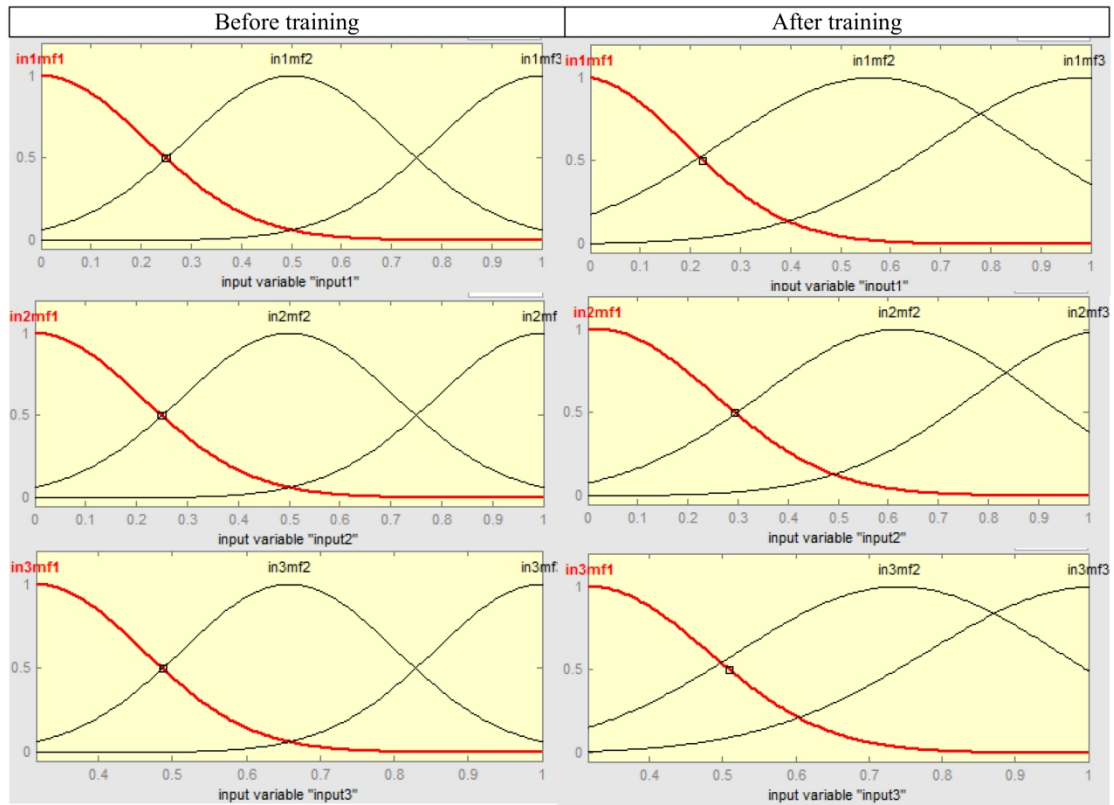 Before training
After training
in1mf1 in1mf2 in1mf3
1
0.5
0
0 0.1 0.2 0.3 0.4 0.5 0.6 0.7 0.8 0.9 1
input variable "input1"
in1mf1 in1mf2 in1mf3
1
0.5
0
0 0.1 0.2 0.3 0.4 0.5 0.6 0.7 0.8 0.9 1
input variable "input1"
in2mf1 in2mf2 in2mf
1
0.5
0
0 0.1 0.2 0.3 0.4 0.5 0.6 0.7 0.8 0.9 1
input variable "input2"
in2mf1 in2mf2 in2mf3
1
0.5
0
0 0.1 0.2 0.3 0.4 0.5 0.6 0.7 0.8 0.9 1
input variable "input2"
in3mf1 in3mf2 in3mf
1
0.5
0
0.4 0.5 0.6 0.7 0.8 0.9 1
input variable "input3"
in3mf1 in3mf2 in3mf3
1
0.5
0
0.4 0.5 0.6 0.7 0.8 0.9 1
input variable "input3"